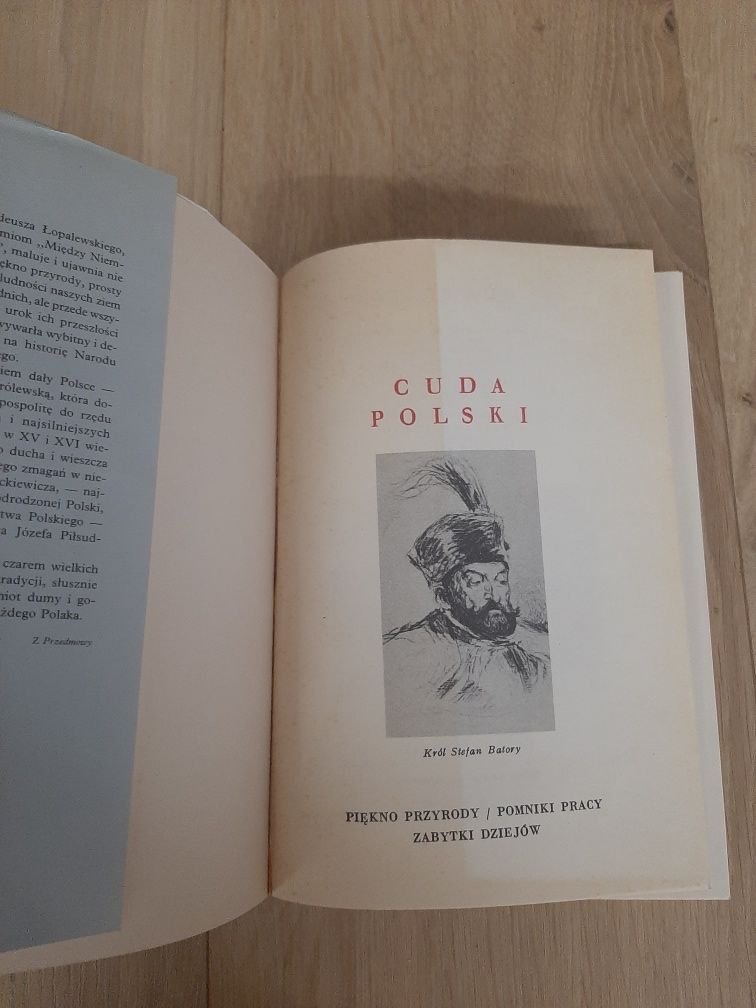 deusza Łopalewskiego,
miom „Między Niem-
maluje i ujawnia nie
ękno przyrody, prosty
ludności naszych ziem
dnich, ale przede wszy-
urok ich przeszłości
wywarła wybitny i de-
na historię Narodu
ego.
iem dały Polsce —
rólewską, która do-
pospolitę do rzędu
i najsilniejszych
w XV i XVI wie-
o ducha i wieszcza
ego zmagań w nie-
ckiewicza, — naj-
odrodzonej Polski,
twa Polskiego —
a Józefa Piłsud-
czarem wielkich
radycji, słusznie
miot dumy i go-
żdego Polaka.
Z Przedmowy
CUDA
POLSKI
Król Stefan Batory
PIĘKNO PRZYRODY / POMNIKI PRACY
ZABYTKI DZIEJÓW